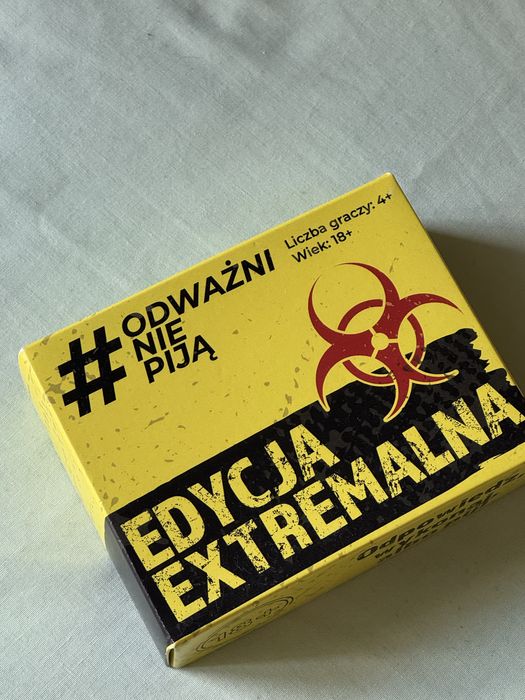 #ODWAŻNI
NIE
PIJĄ
Liczba graczy: 4+
Wiek: 18+
EDYCJA
EXTREMALNA